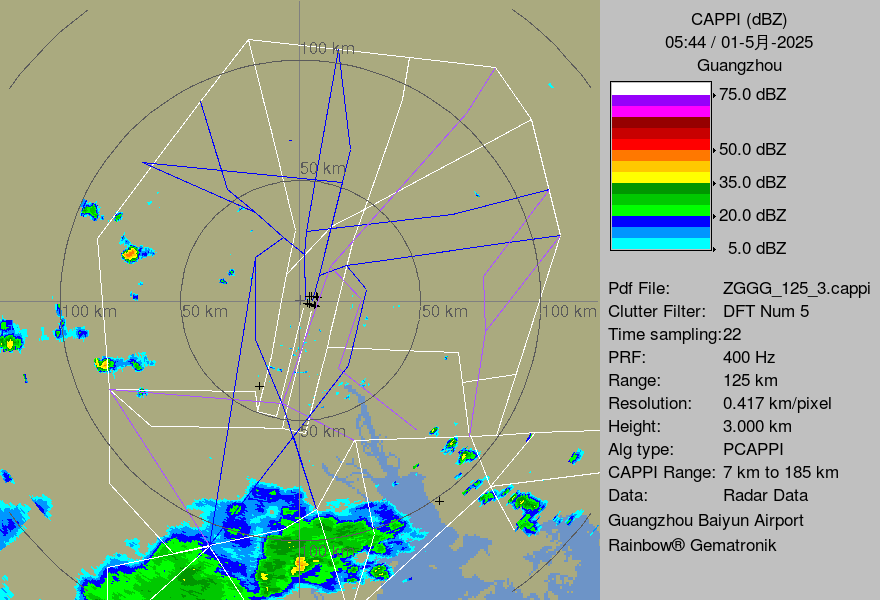 100 km
50 km
100 km
50 km
50 km
100 km
50 km
100 km
CAPPI (dBZ)
05:44 / 01-5月-2025
Guangzhou
75.0 dBZ
50.0 dBZ
35.0 dBZ
20.0 dBZ
5.0 dBZ
Pdf File: ZGGG_125_3.cappi
Clutter Filter: DFT Num 5
Time sampling:22
PRF: 400 Hz
Range: 125 km
Resolution: 0.417 km/pixel
Height: 3.000 km
Alg type: PCAPPI
CAPPI Range: 7 km to 185 km
Data: Radar Data
Guangzhou Baiyun Airport
Rainbow® Gematronik